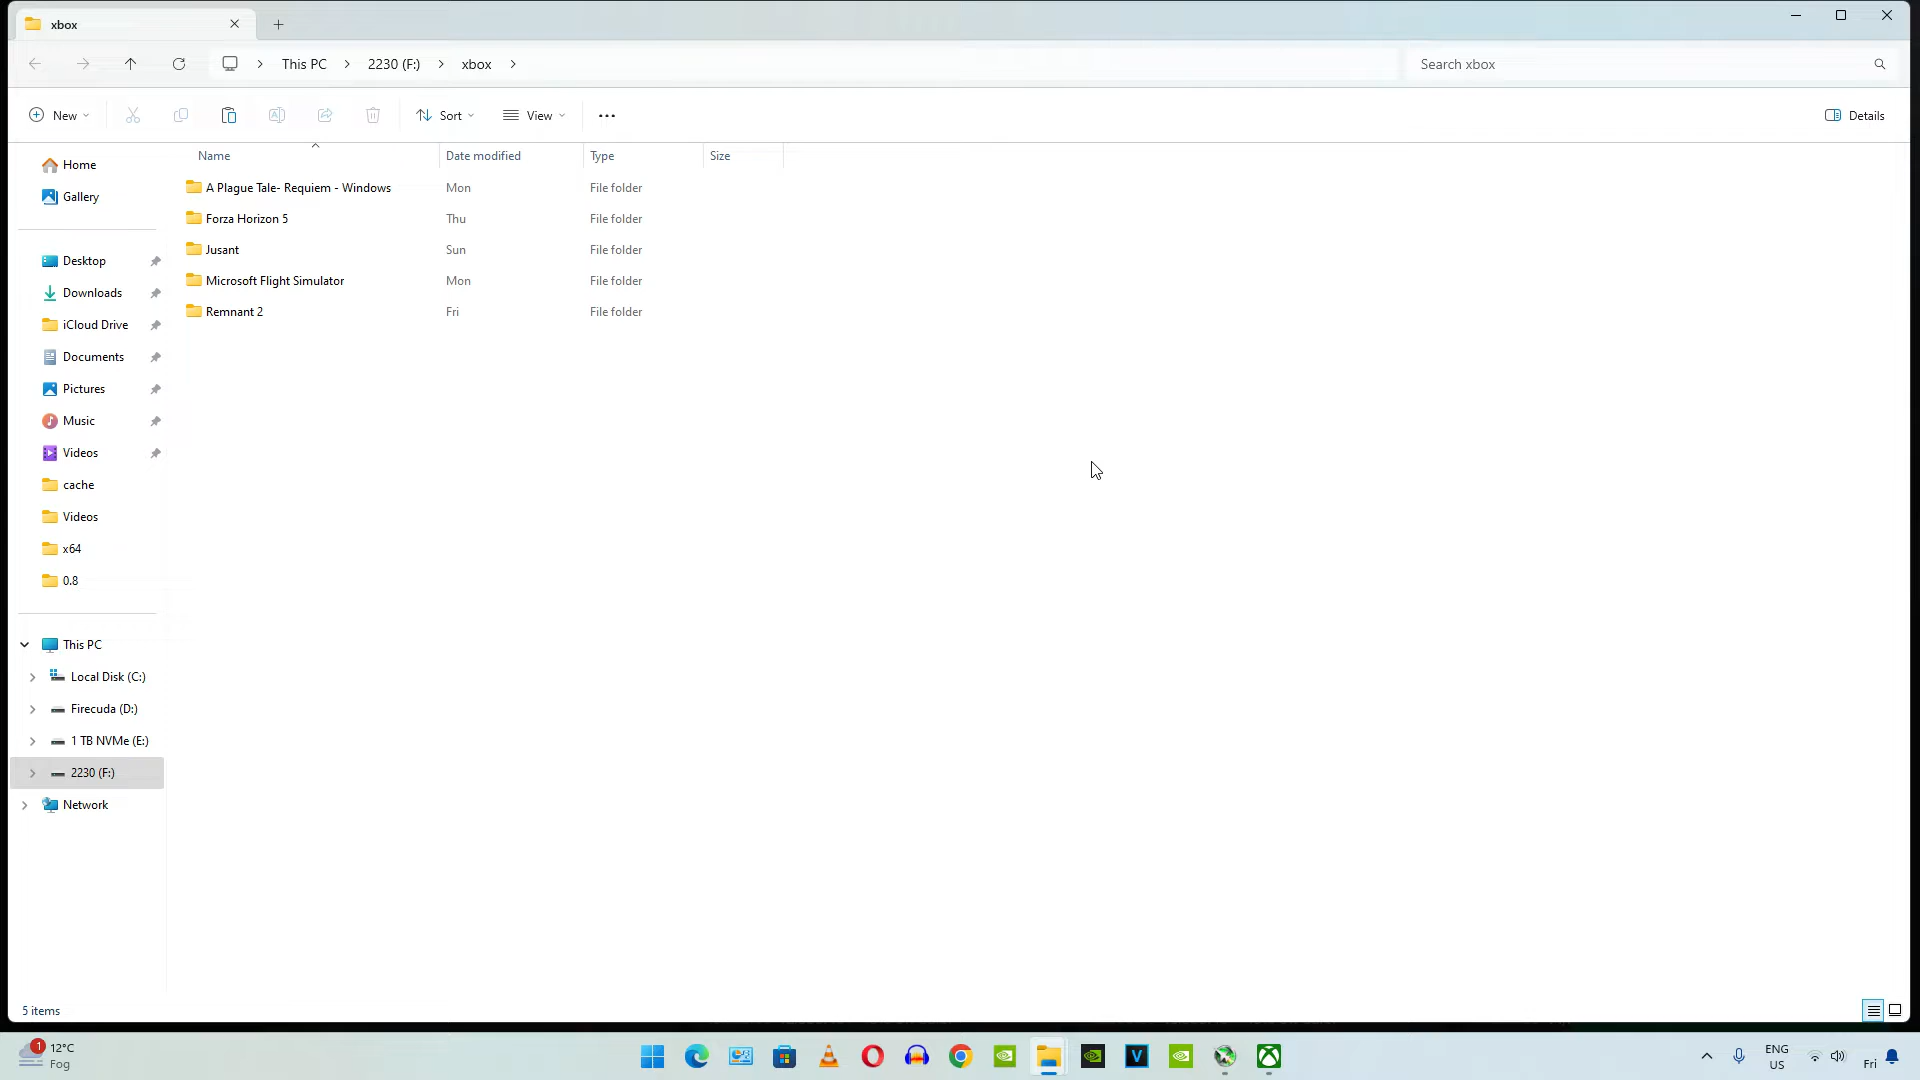 xbox
This PC
2230 (F:)
xbox
Search xbox
New
Sort
View
Details
Name
Date modified
Type
Size
A Plague Tale- Requiem - Windows Mon File folder
Forza Horizon 5 Thu File folder
Jusant Sun File folder
Microsoft Flight Simulator Mon File folder
Remnant 2 Fri File folder
Home
Gallery
Desktop
Downloads
iCloud Drive
Documents
Pictures
Music
Videos
cache
Videos
x64
0.8
This PC
Local Disk (C:)
Firecuda (D:)
1 TB NVMe (E:)
2230 (F:)
Network
5 items
1
12°C
Fog
V
ENG
US
Fri